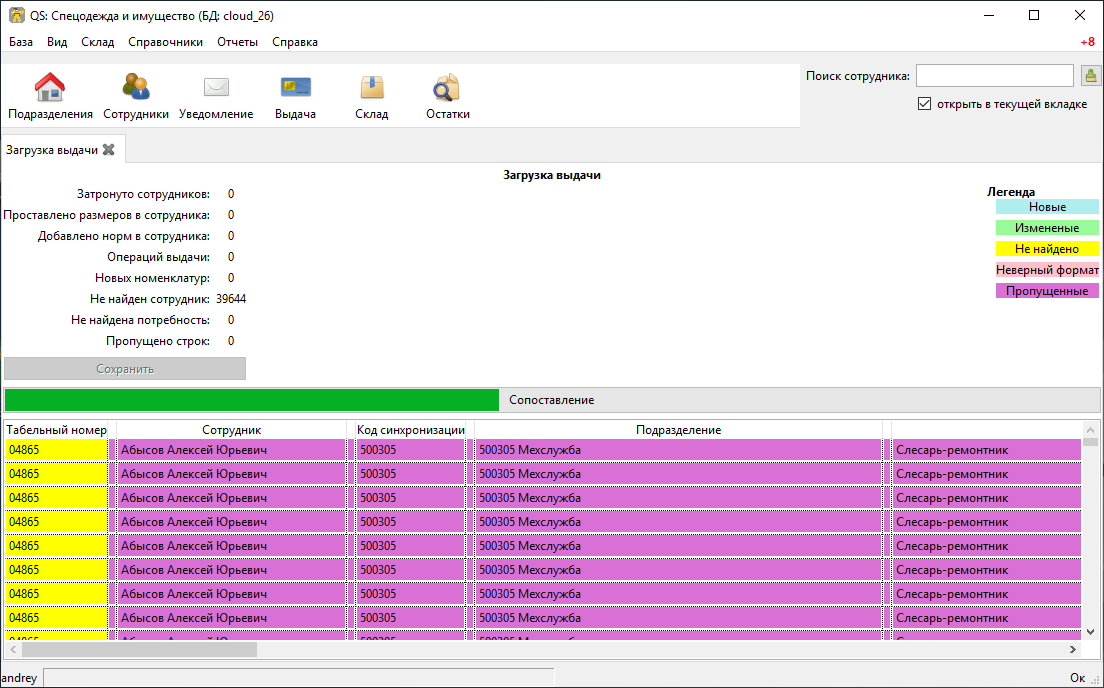 QS: Спецодежда и имущество (БД: cloud_26)
База Вид Склад Справочники Отчеты Справка +8
Поиск сотрудника:
открыть в текущей вкладке
Подразделения Сотрудники Уведомление Выдача Склад Остатки
Загрузка выдачи
Загрузка выдачи
Затронуто сотрудников: 0
Проставлено размеров в сотрудника: 0
Добавлено норм в сотрудника: 0
Операций выдачи: 0
Новых номенклатур: 0
Не найден сотрудник: 39644
Не найдена потребность: 0
Пропущено строк: 0
Легенда
Новые
Измененые
Не найдено
Неверный формат
Пропущенные
Сохранить
Сопоставление
Табельный номер Сотрудник Код синхронизации Подразделение
04865 Абысов Алексей Юрьевич 500305 500305 Мехслужба Слесарь-ремонтник
04865 Абысов Алексей Юрьевич 500305 500305 Мехслужба Слесарь-ремонтник
04865 Абысов Алексей Юрьевич 500305 500305 Мехслужба Слесарь-ремонтник
04865 Абысов Алексей Юрьевич 500305 500305 Мехслужба Слесарь-ремонтник
04865 Абысов Алексей Юрьевич 500305 500305 Мехслужба Слесарь-ремонтник
04865 Абысов Алексей Юрьевич 500305 500305 Мехслужба Слесарь-ремонтник
04865 Абысов Алексей Юрьевич 500305 500305 Мехслужба Слесарь-ремонтник
04865 Абысов Алексей Юрьевич 500305 500305 Мехслужба Слесарь-ремонтник
andrey Ок